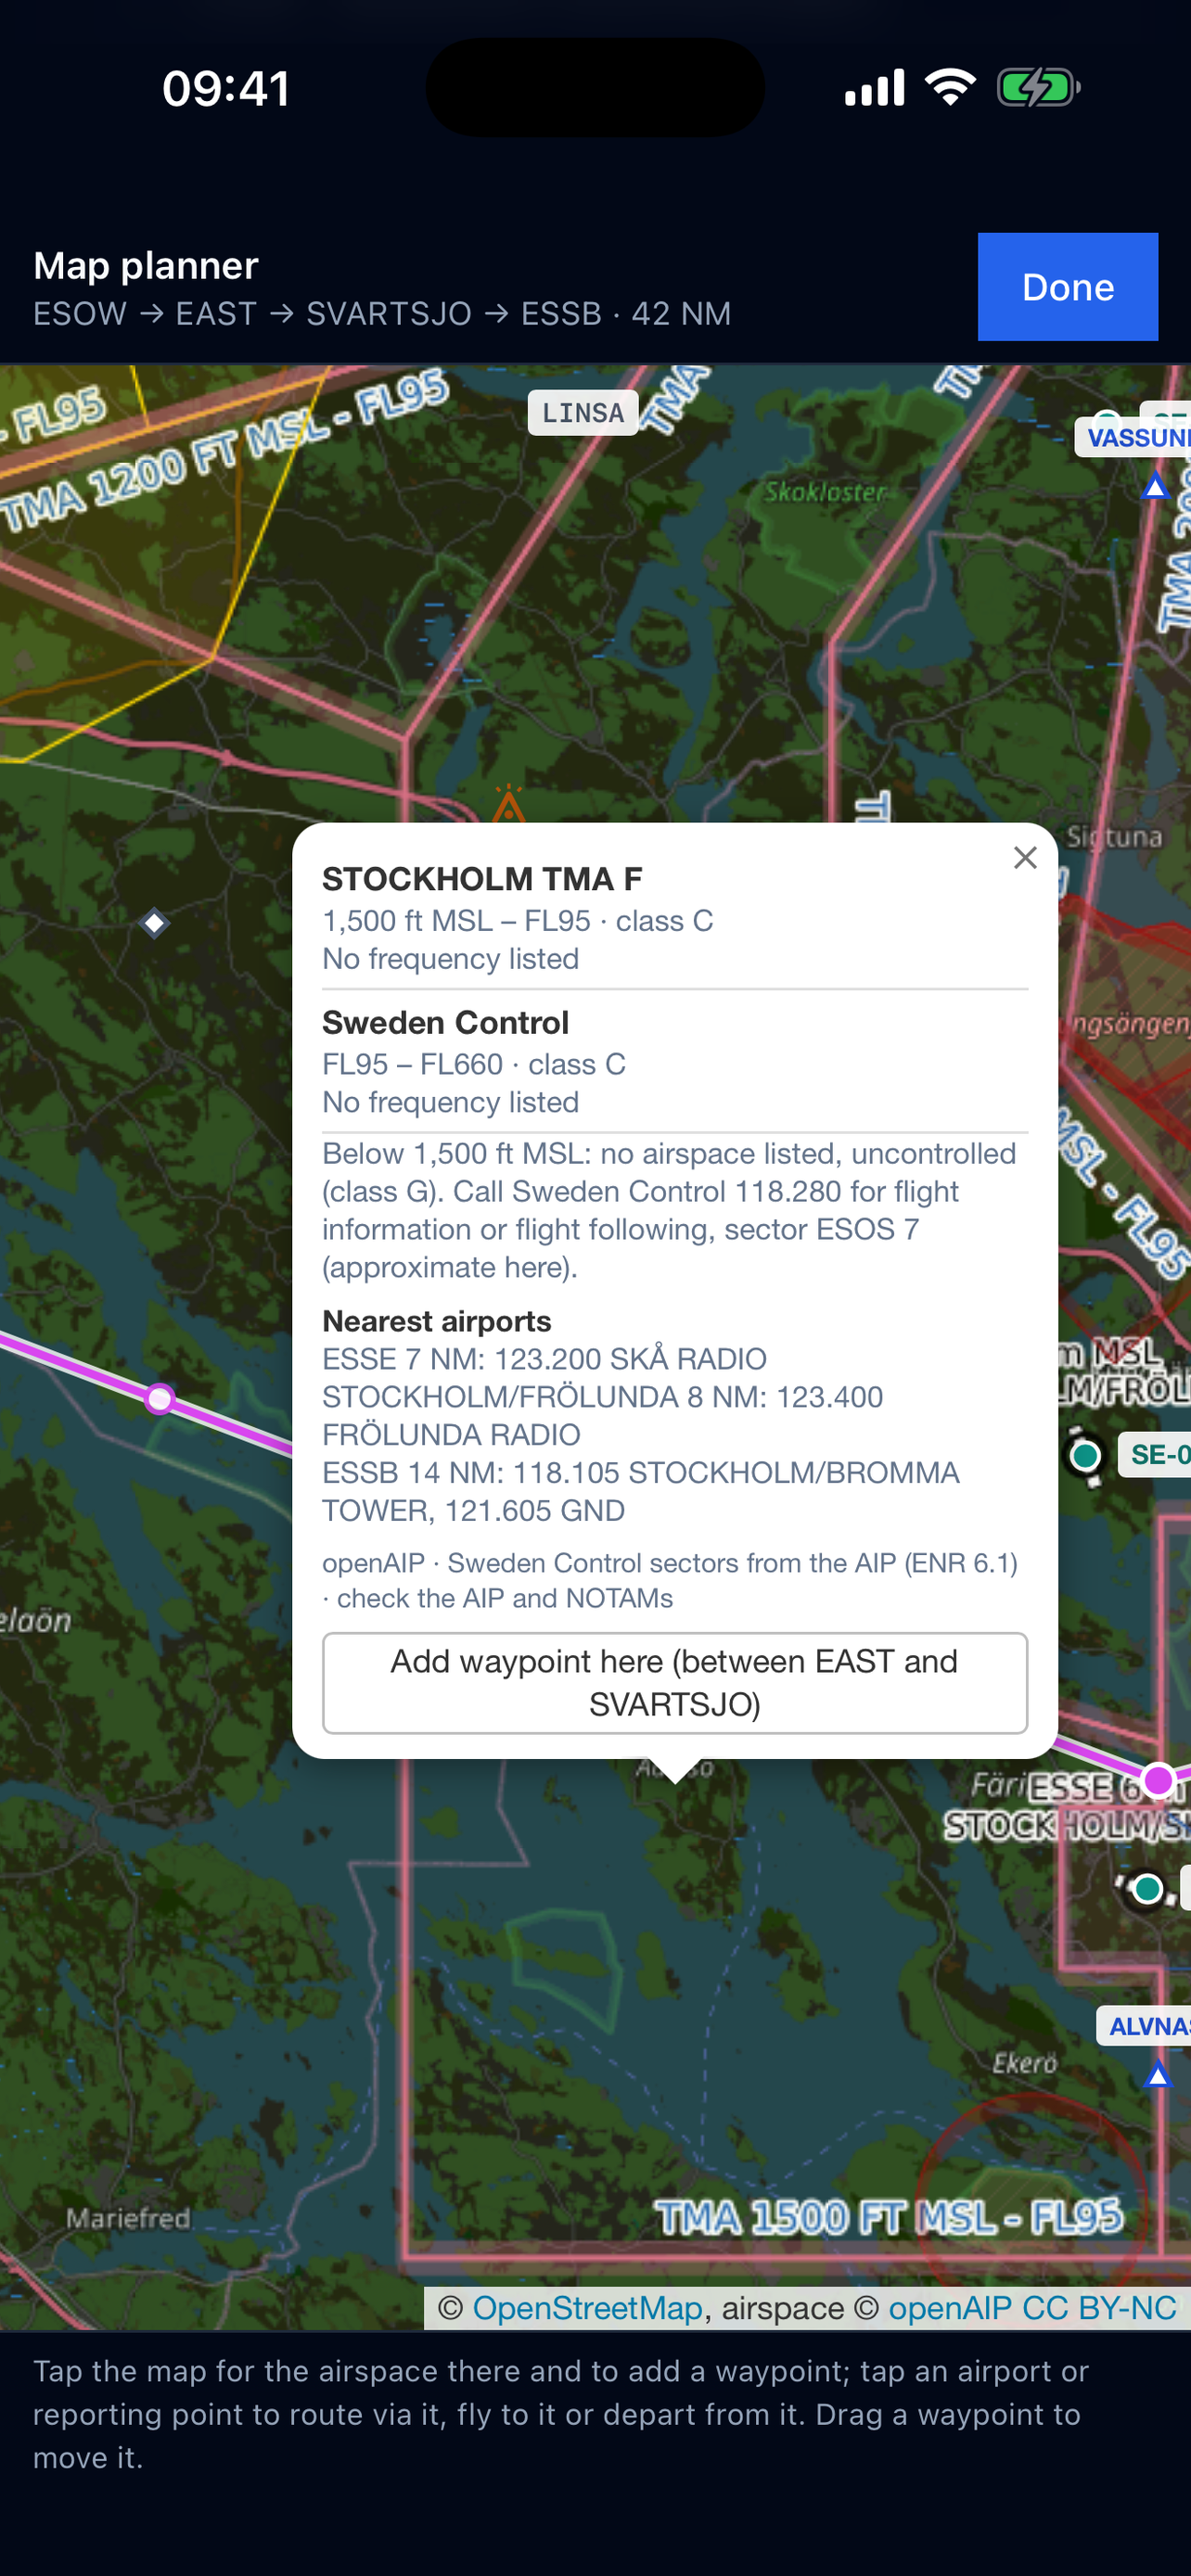 09:41
Map planner
ESOW → EAST → SVARTSJO → ESSB · 42 NM
Done
- FL95
TMA 1200 FT MSL - FL95
LINSA
TMA
Skokloster
TMA
Sigtuna
STOCKHOLM TMA F
1,500 ft MSL – FL95 · class C
No frequency listed
Sweden Control
FL95 – FL660 · class C
No frequency listed
Below 1,500 ft MSL: no airspace listed, uncontrolled
(class G). Call Sweden Control 118.280 for flight
information or flight following, sector ESOS 7
(approximate here).
Nearest airports
ESSE 7 NM: 123.200 SKÅ RADIO
STOCKHOLM/FRÖLUNDA 8 NM: 123.400
FRÖLUNDA RADIO
ESSB 14 NM: 118.105 STOCKHOLM/BROMMA
TOWER, 121.605 GND
openAIP · Sweden Control sectors from the AIP (ENR 6.1)
· check the AIP and NOTAMs
Add waypoint here (between EAST and
SVARTSJO)
MSL - FL95
MSL
ESSE
Ekerö
Mariefred
TMA 1500 FT MSL - FL95
© OpenStreetMap, airspace © openAIP CC BY-NC
Tap the map for the airspace there and to add a waypoint; tap an airport or
reporting point to route via it, fly to it or depart from it. Drag a waypoint to
move it.